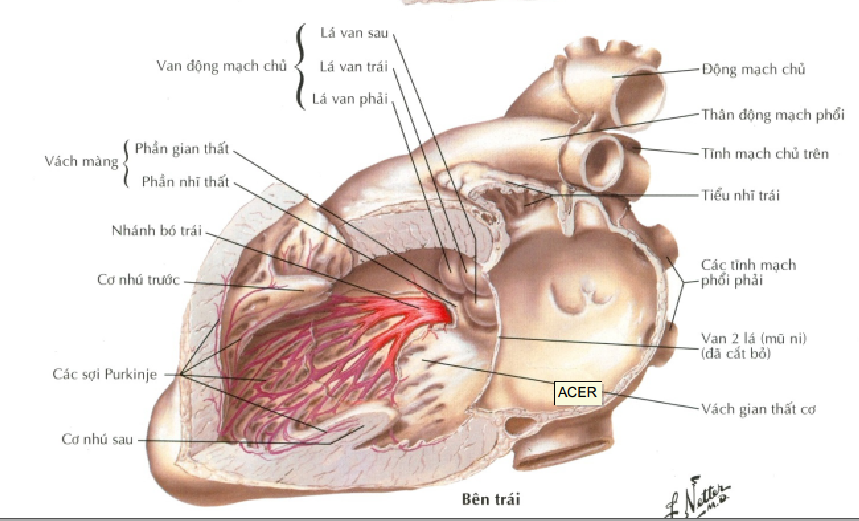 Van động mạch chủ
Lá van sau
Lá van trái
Lá van phải
Vách màng
Phần gian thất
Phần nhĩ thất
Nhánh bó trái
Cơ nhú trước
Các sợi Purkinje
Cơ nhú sau
Động mạch chủ
Thân động mạch phổi
Tĩnh mạch chủ trên
Tiểu nhĩ trái
Các tĩnh mạch
phổi phải
Van 2 lá (mũ ni)
(đã cắt bỏ)
ACER
Vách gian thất cơ
Bên trái
F. Netter
M.D.